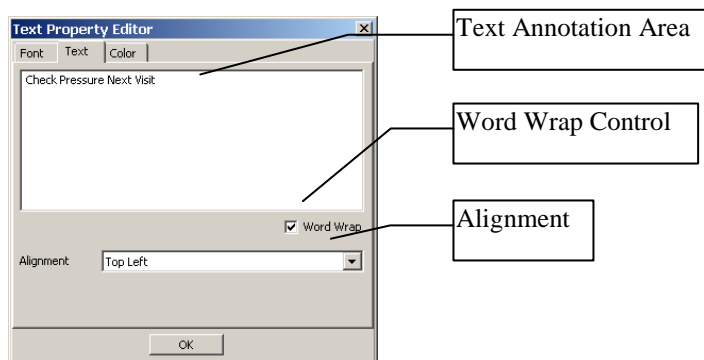 Text Property Editor
Font Text Color
Check Pressure Next Visit
Word Wrap
Alignment Top Left
OK
Text Annotation Area
Word Wrap Control
Alignment